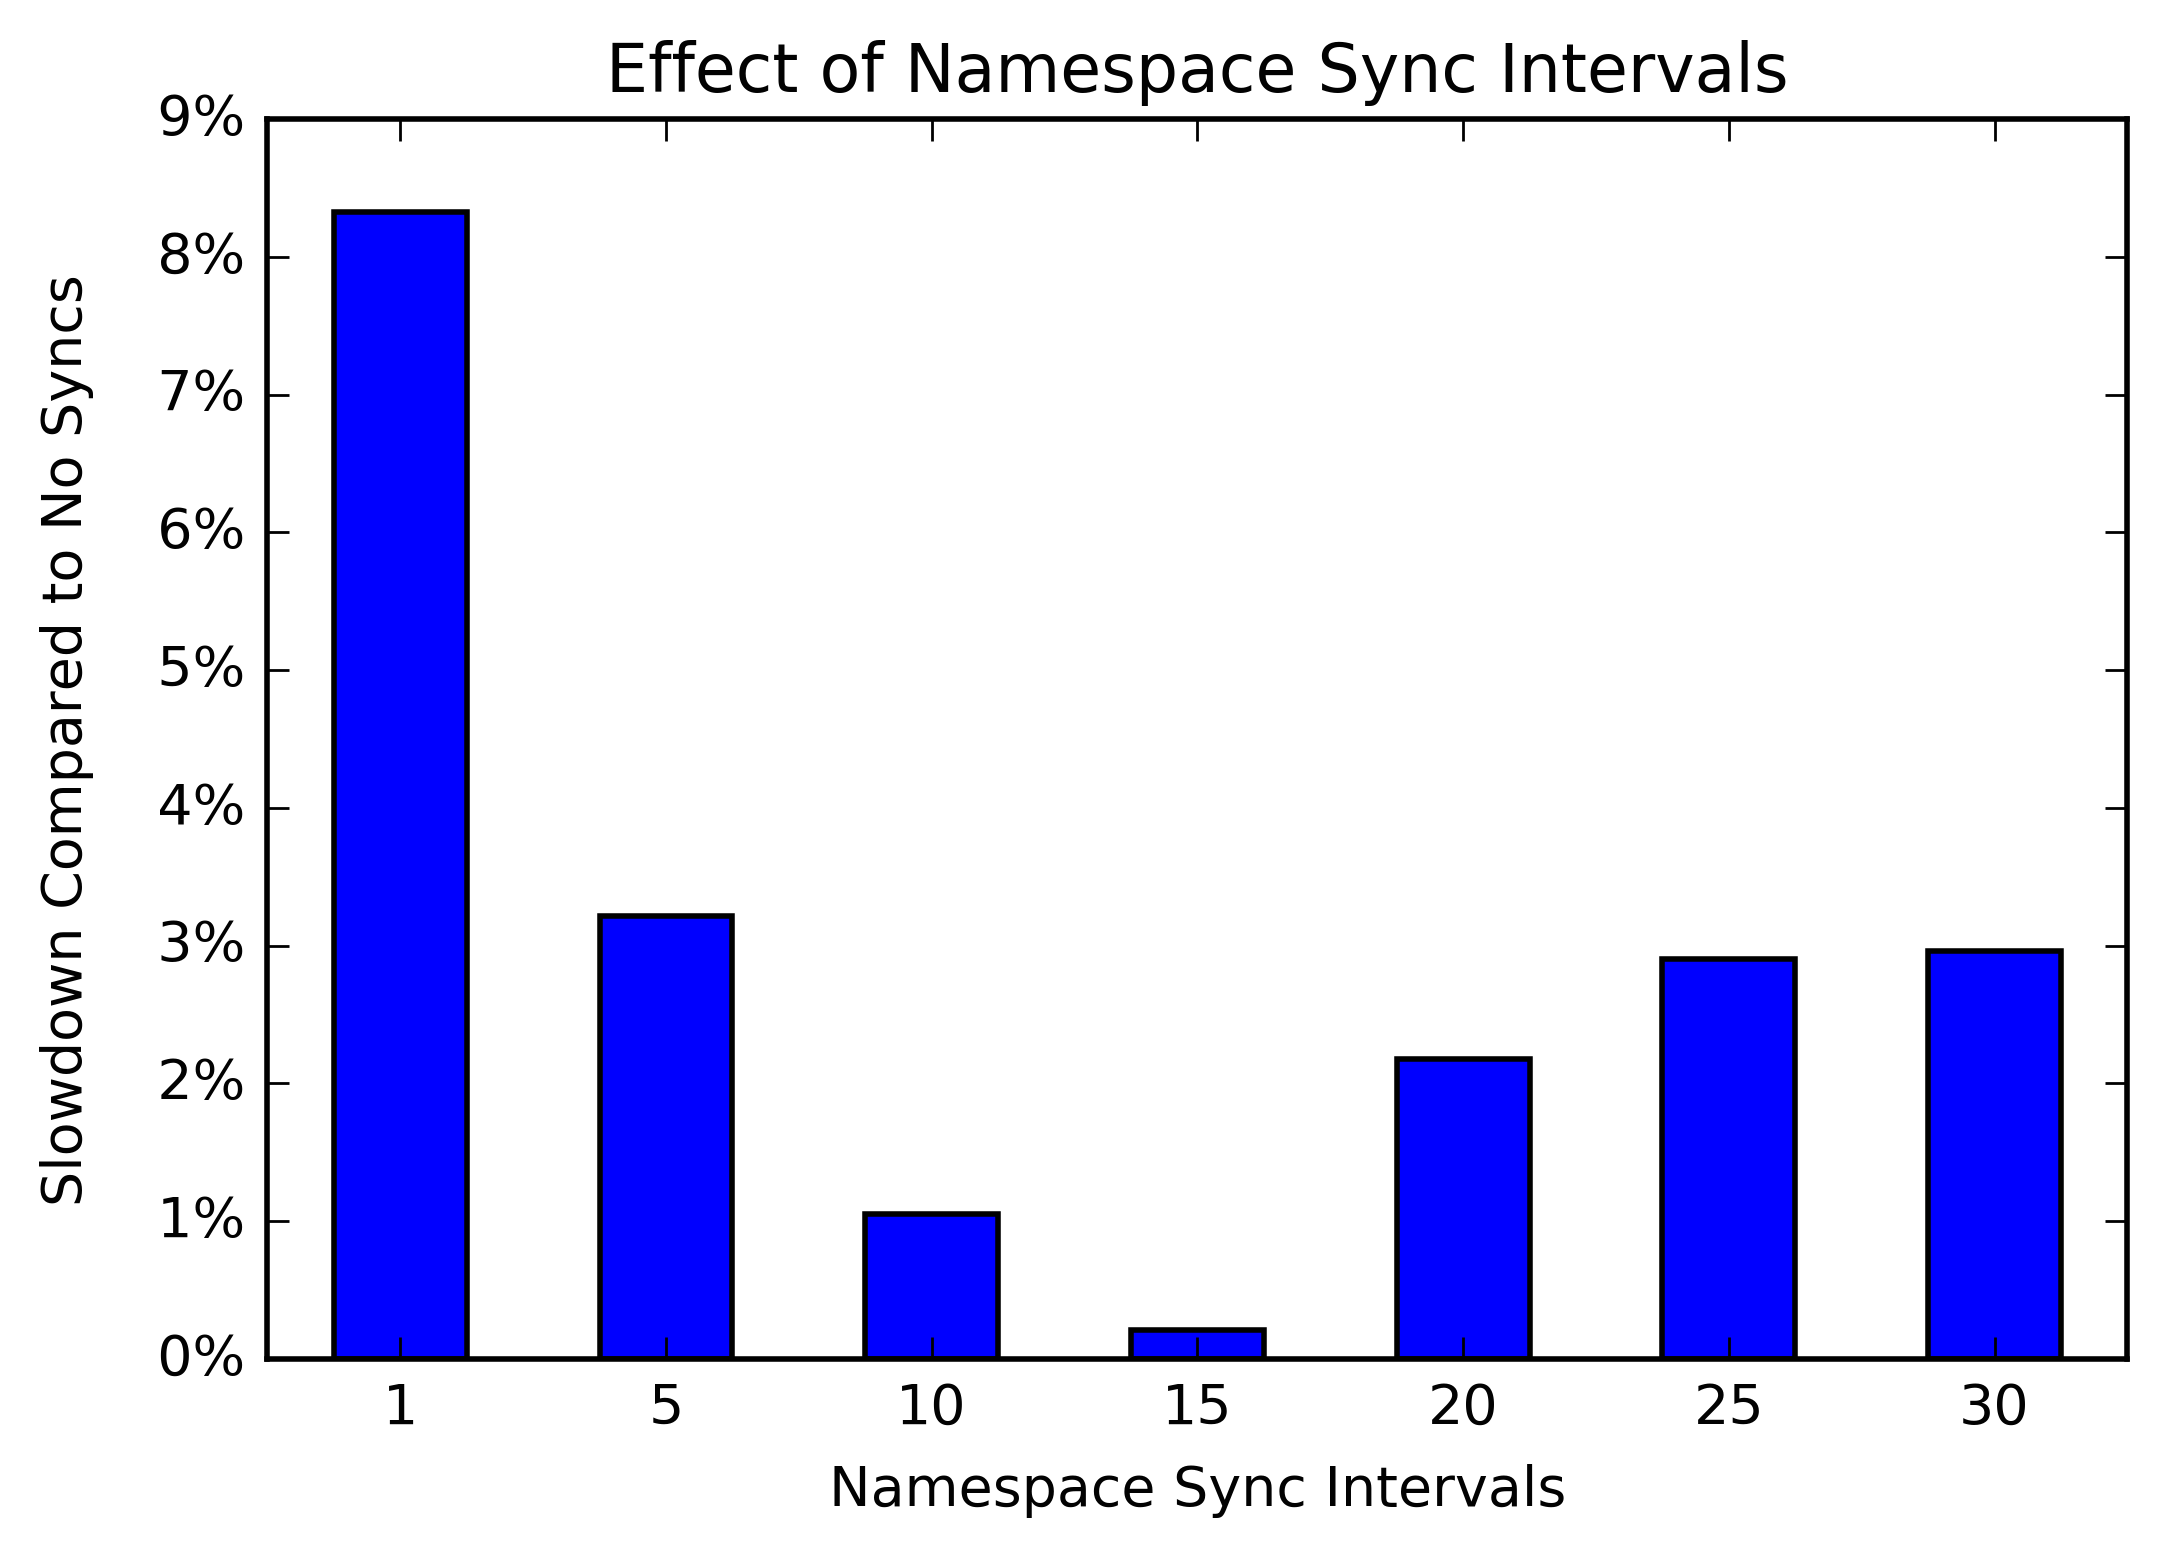 Effect of Namespace Sync Intervals
9%
8%
7%
6%
5%
4%
3%
2%
1%
0%
Slowdown Compared to No Syncs
1 5 10 15 20 25 30
Namespace Sync Intervals